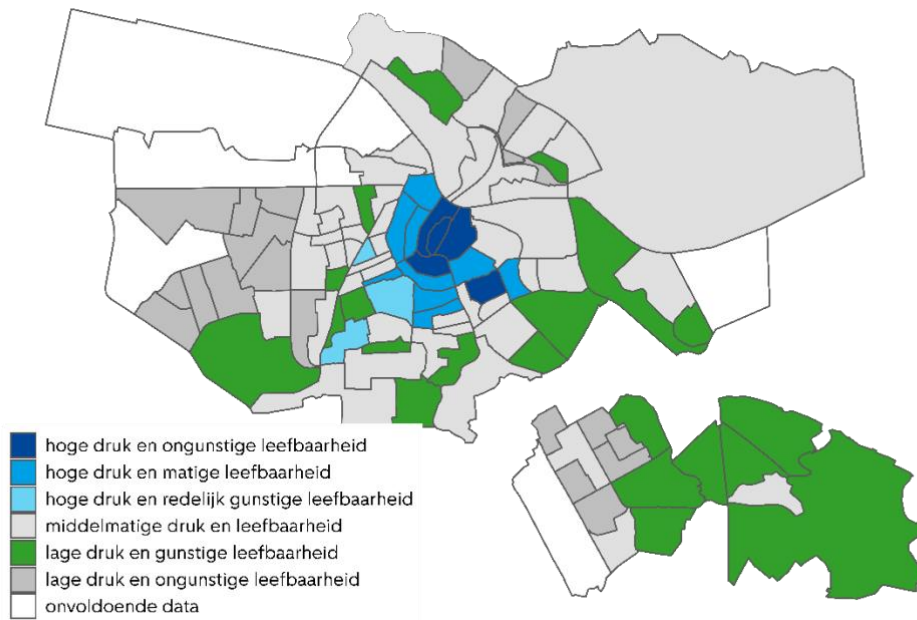 hoge druk en ongunstige leefbaarheid
hoge druk en matige leefbaarheid
hoge druk en redelijk gunstige leefbaarheid
middelmatige druk en leefbaarheid
lage druk en gunstige leefbaarheid
lage druk en ongunstige leefbaarheid
onvoldoende data